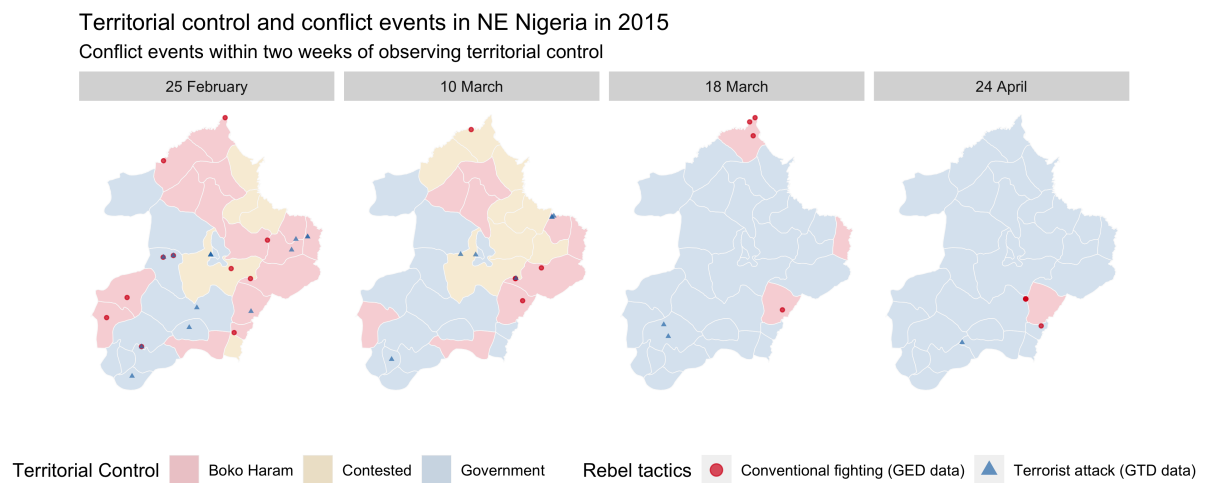 Territorial control and conflict events in NE Nigeria in 2015
Conflict events within two weeks of observing territorial control
25 February
10 March
18 March
24 April
Territorial Control Boko Haram Contested Government Rebel tactics Conventional fighting (GED data) Terrorist attack (GTD data)